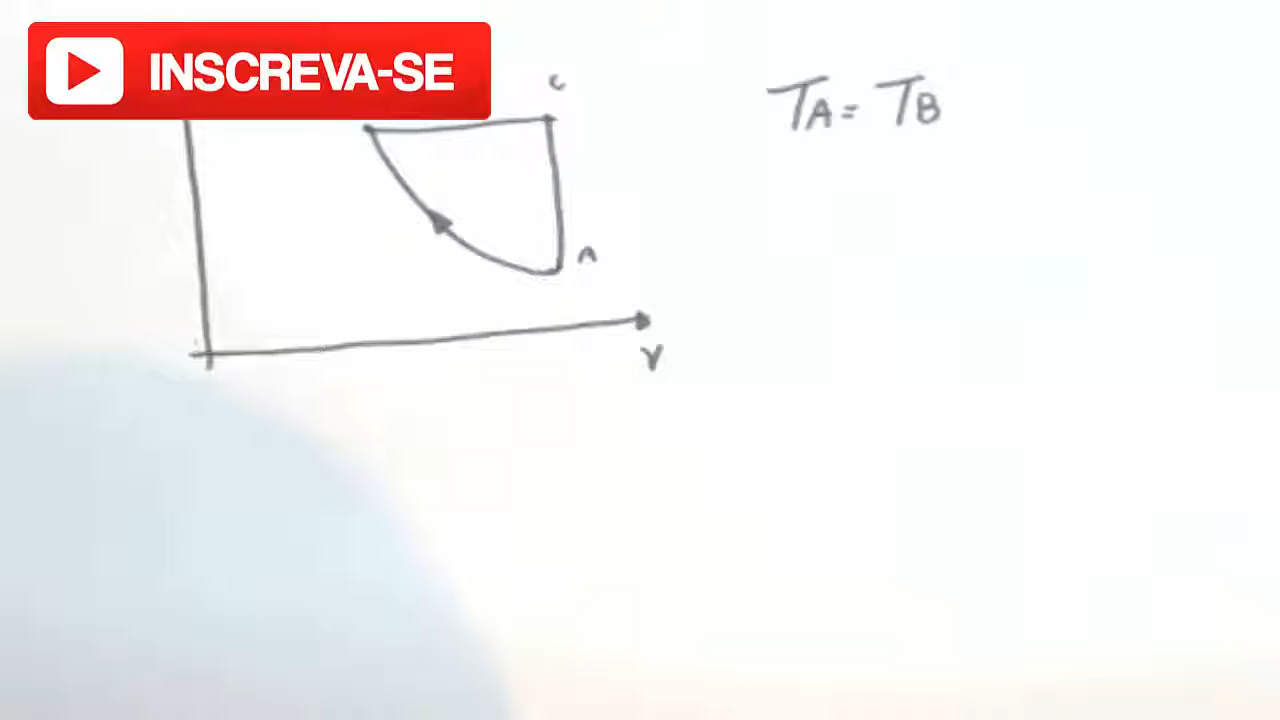 INSCREVA-SE
C
TA = TB
A
V